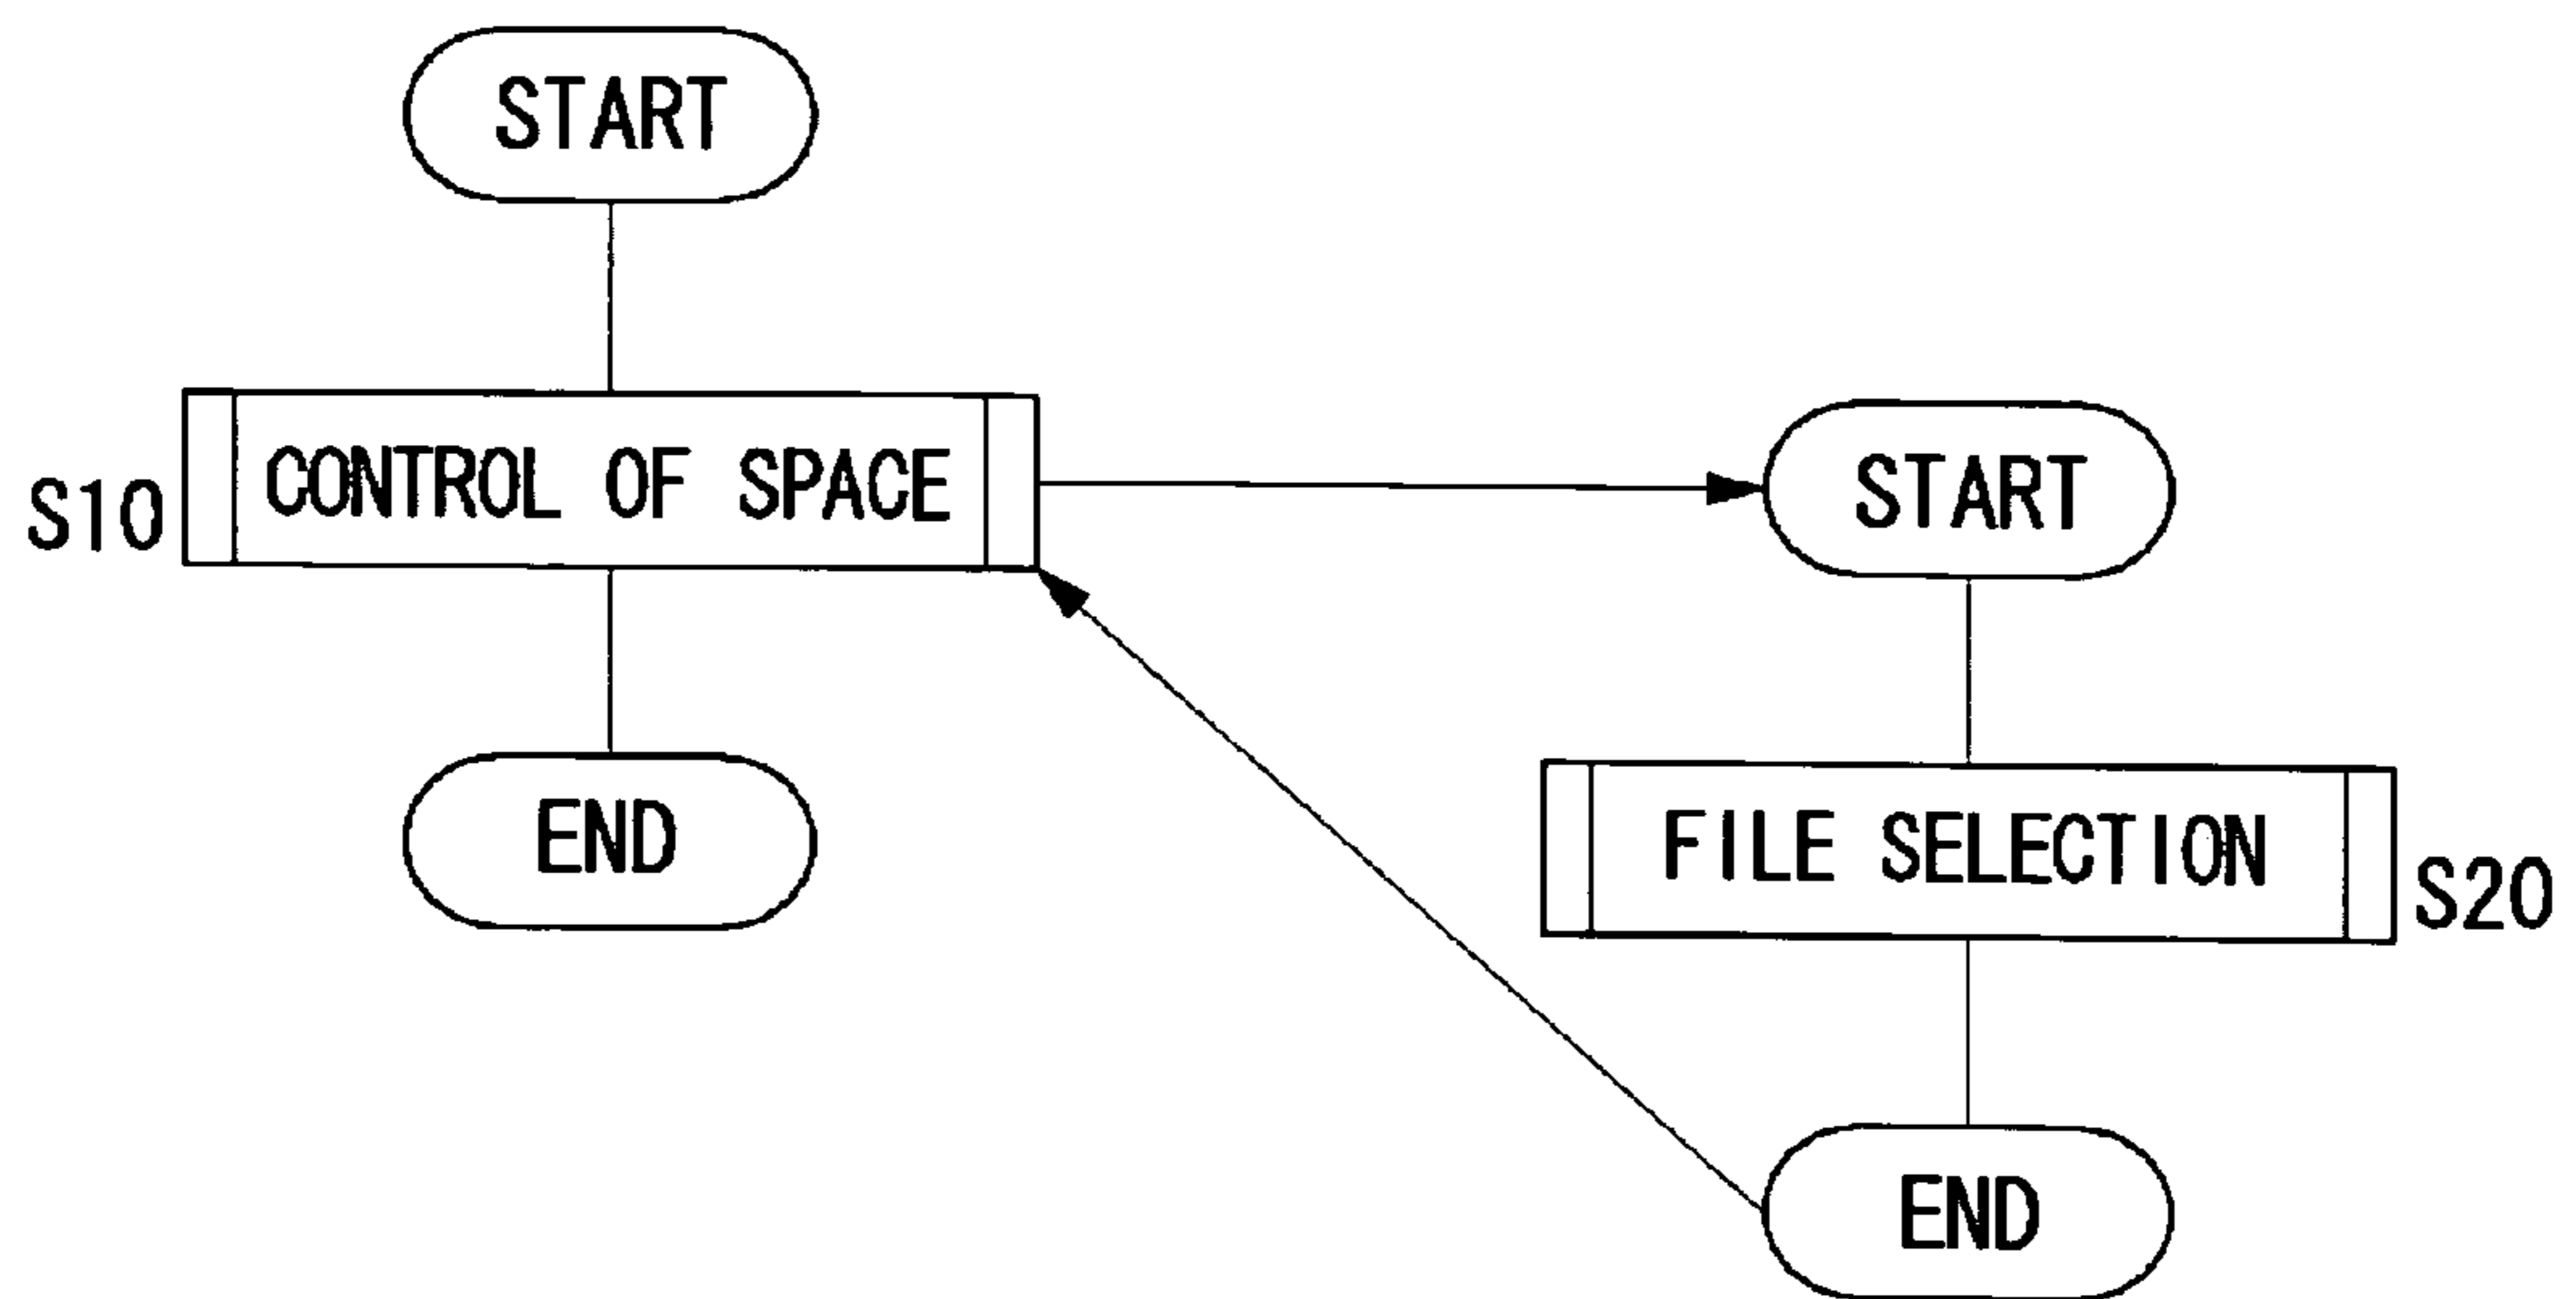 START
S10
CONTROL OF SPACE
END
START
FILE SELECTION
S20
END